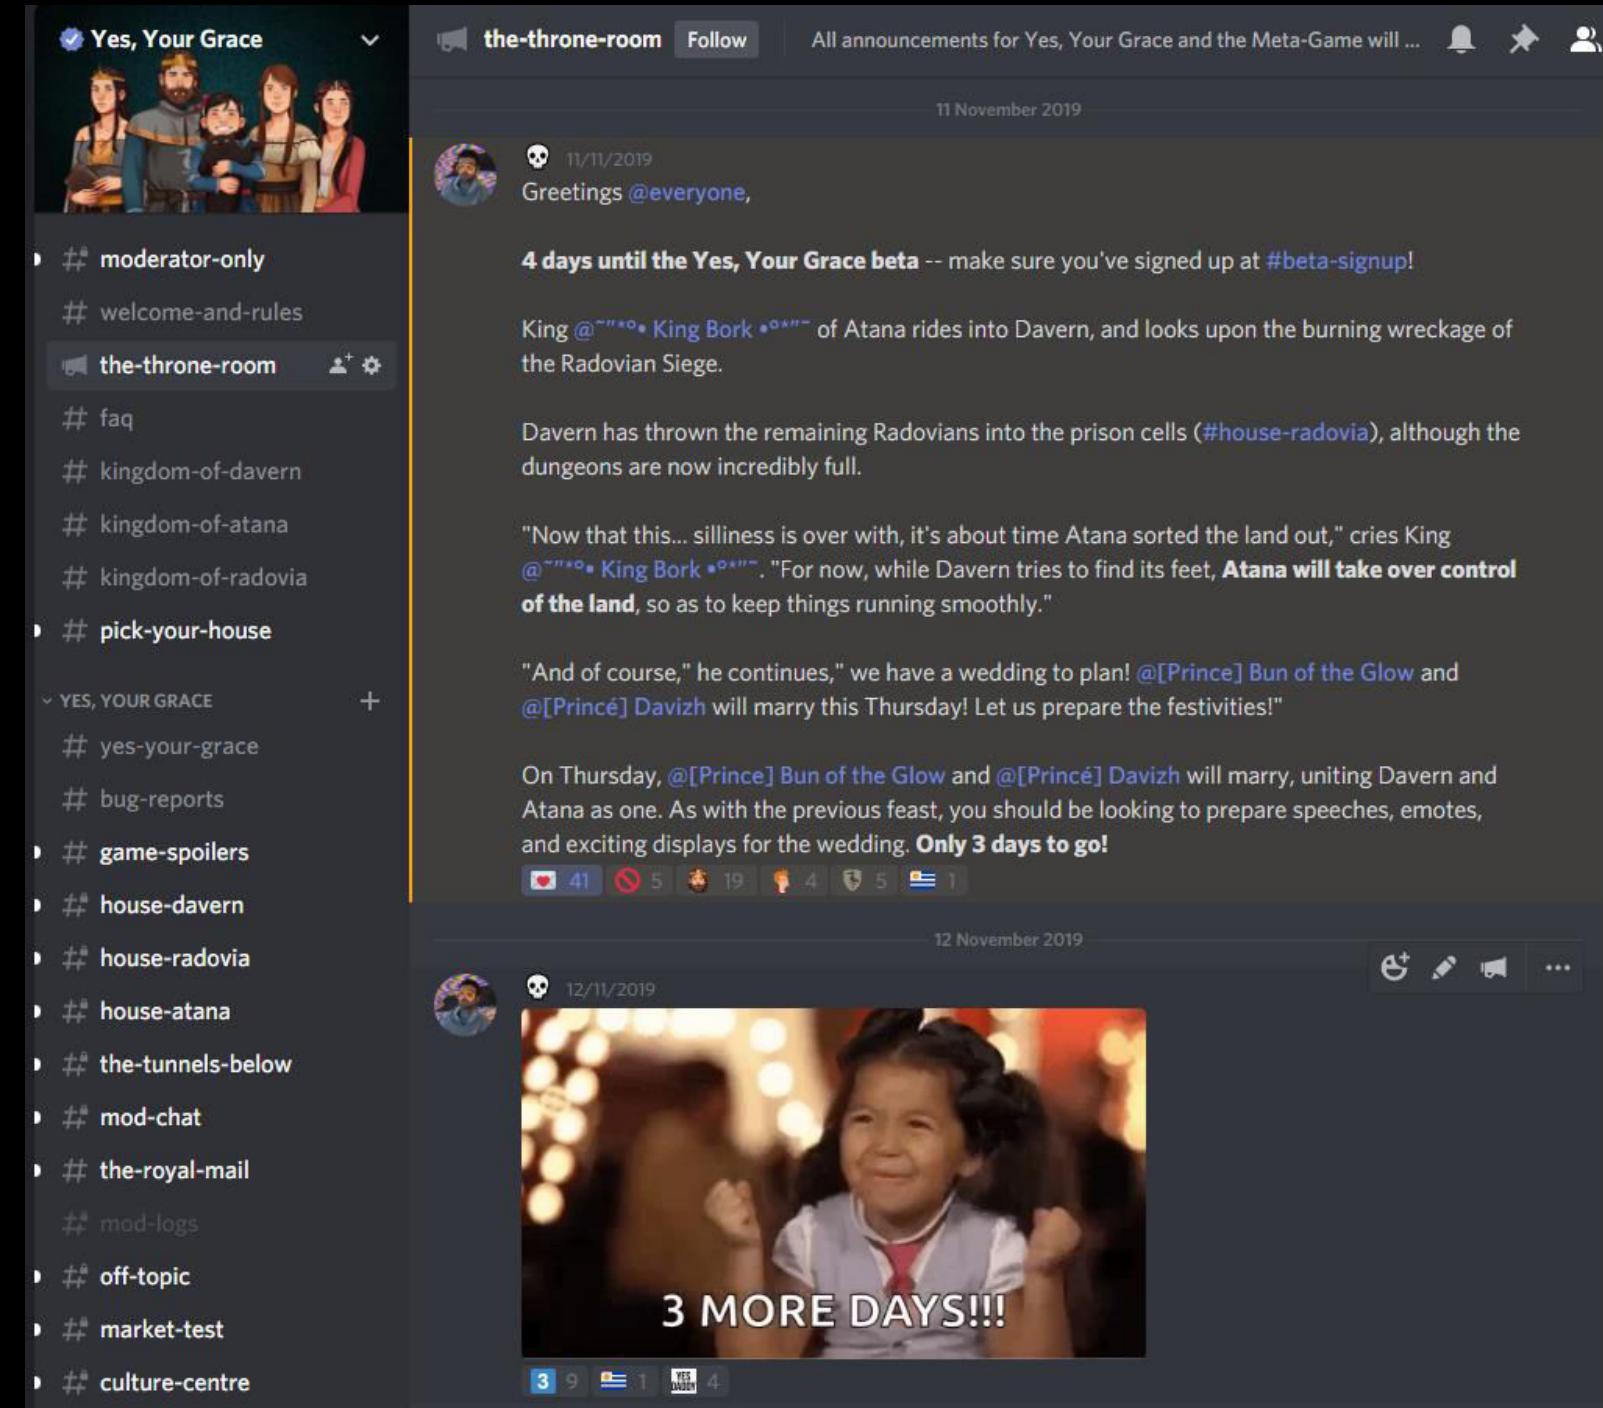 Yes, Your Grace
moderator-only
welcome-and-rules
the-throne-room
faq
kingdom-of-davern
kingdom-of-atana
kingdom-of-radovia
pick-your-house
YES, YOUR GRACE
yes-your-grace
bug-reports
game-spoilers
house-davern
house-radovia
house-atana
the-tunnels-below
mod-chat
the-royal-mail
mod-logs
off-topic
market-test
culture-centre
the-throne-room Follow All announcements for Yes, Your Grace and the Meta-Game will ...
11 November 2019
11/11/2019
Greetings @everyone,
4 days until the Yes, Your Grace beta -- make sure you've signed up at #beta-signup!
King @˜"*°• King Bork •°*"˜ of Atana rides into Davern, and looks upon the burning wreckage of
the Radovian Siege.
Davern has thrown the remaining Radovians into the prison cells (#house-radovia), although the
dungeons are now incredibly full.
"Now that this... silliness is over with, it's about time Atana sorted the land out," cries King
@˜"*°• King Bork •°*"˜. "For now, while Davern tries to find its feet, Atana will take over control
of the land, so as to keep things running smoothly."
"And of course," he continues," we have a wedding to plan! @[Prince] Bun of the Glow and
@[Princé] Davizh will marry this Thursday! Let us prepare the festivities!"
On Thursday, @[Prince] Bun of the Glow and @[Princé] Davizh will marry, uniting Davern and
Atana as one. As with the previous feast, you should be looking to prepare speeches, emotes,
and exciting displays for the wedding. Only 3 days to go!
41 5 19 4 5 1
12 November 2019
12/11/2019
3 MORE DAYS!!!
3 9 1 YES DADDY 4